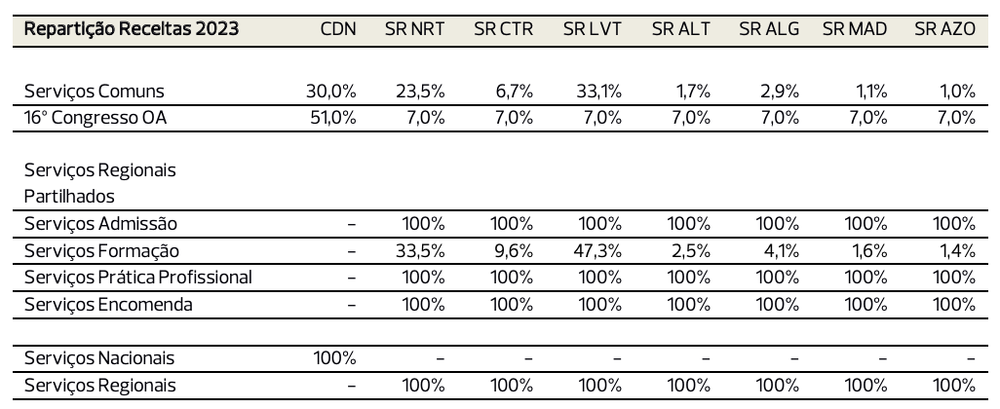 Repartição Receitas 2023 CDN SR NRT SR CTR SR LVT SR ALT SR ALG SR MAD SR AZO
Serviços Comuns 30,0% 23,5% 6,7% 33,1% 1,7% 2,9% 1,1% 1,0%
16º Congresso OA 51,0% 7,0% 7,0% 7,0% 7,0% 7,0% 7,0% 7,0%
Serviços Regionais
Partilhados
Serviços Admissão – 100% 100% 100% 100% 100% 100% 100%
Serviços Formação – 33,5% 9,6% 47,3% 2,5% 4,1% 1,6% 1,4%
Serviços Prática Profissional – 100% 100% 100% 100% 100% 100% 100%
Serviços Encomenda – 100% 100% 100% 100% 100% 100% 100%
Serviços Nacionais 100% – – – – – – –
Serviços Regionais – 100% 100% 100% 100% 100% 100% 100%